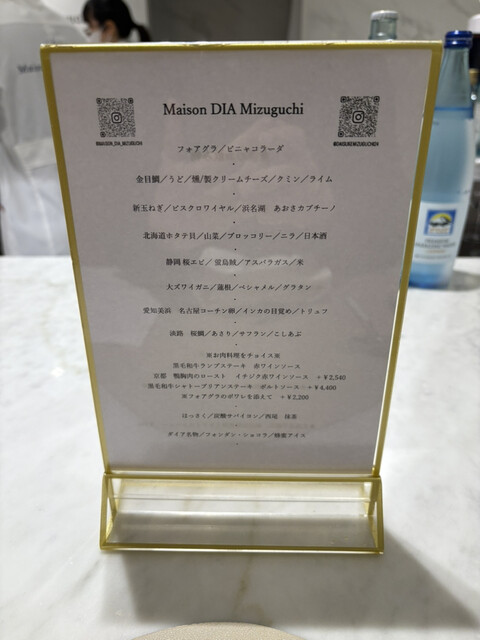 Maison DIA Mizuguchi
@MAISON_DIA_MIZUGUCHI
@DAISUKEMIZUGUCHI24
フォアグラ／ピニャコラーダ
金目鯛／うど／燻/製クリームチーズ／クミン／ライム
新玉ねぎ／ビスクロワイヤル／浜名湖 あおさカプチーノ
北海道ホタテ貝／山菜／ブロッコリー／ニラ／日本酒
静岡 桜エビ／蛍烏賊／アスパラガス／米
大ズワイガニ／蓮根／ベシャメル／グラタン
愛知美浜 名古屋コーチン卵／インカの目覚め／トリュフ
淡路 桜鯛／あさり／サフラン／こしあぶ
※お肉料理をチョイス※
黒毛和牛ランプステーキ 赤ワインソース
京都 鴨胸肉のロースト イチジク赤ワインソース ＋￥2,540
黒毛和牛シャトーブリアンステーキ ポルトソース ＋￥4,400
※フォアグラのポワレを添えて ＋￥2,200
はっさく／炭酸サバイヨン／西尾 抹茶
ダイア名物／フォンダン・ショコラ／蜂蜜アイス